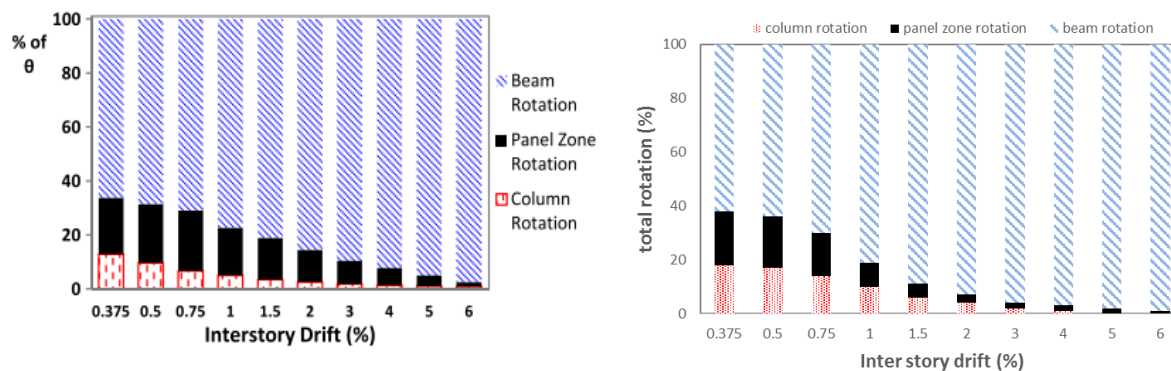 % of
θ
100
80
60
40
20
0
0.375 0.5 0.75 1 1.5 2 3 4 5 6
Interstory Drift (%)
Beam
Rotation
Panel Zone
Rotation
Column
Rotation
column rotation panel zone rotation beam rotation
total rotation (%)
100
80
60
40
20
0
0.375 0.5 0.75 1 1.5 2 3 4 5 6
Inter story drift (%)